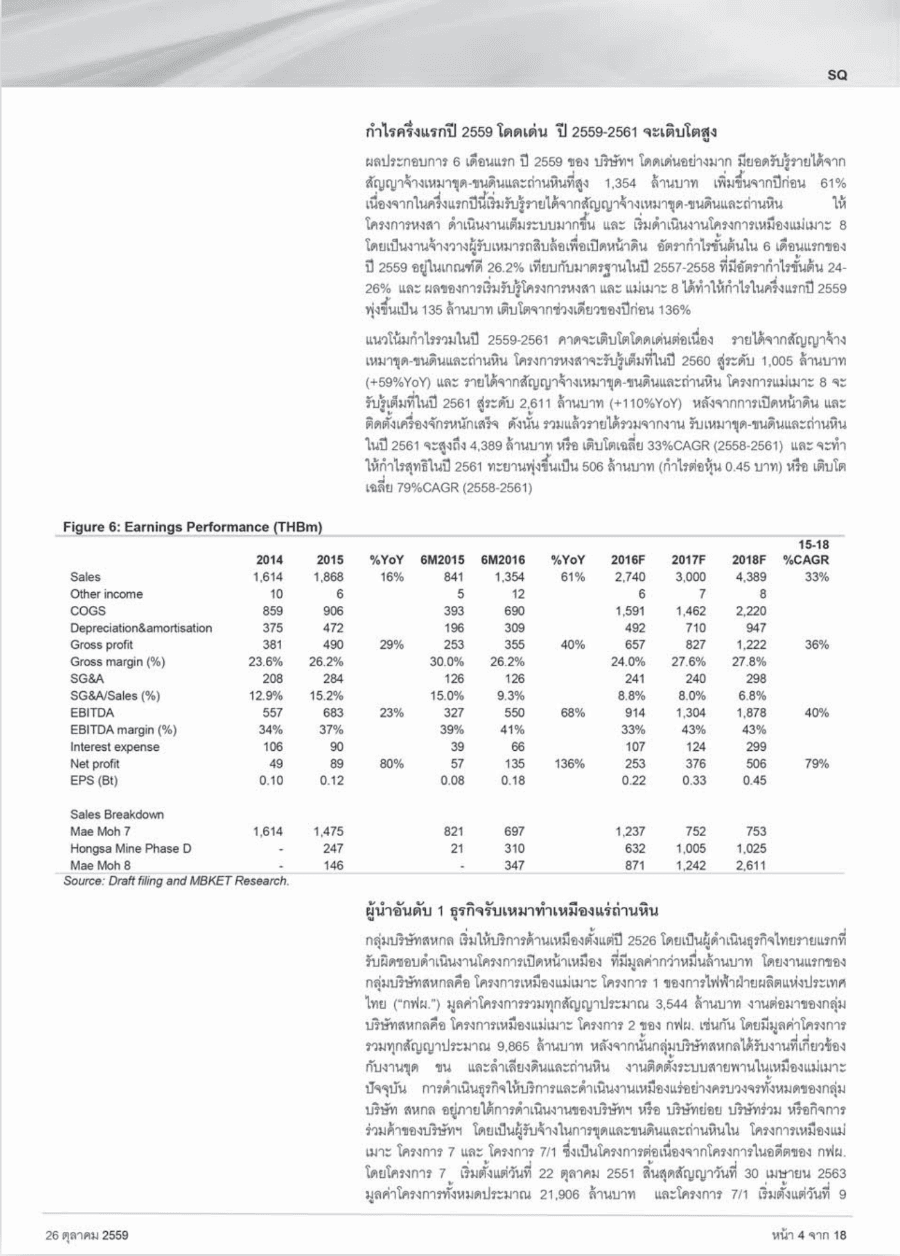 SQ
กำไรครึ่งแรกปี 2559 โดดเด่น ปี 2559-2561 จะเติบโตสูง
ผลประกอบการ 6 เดือนแรก ปี 2559 ของ บริษัทฯ โดดเด่นอย่างมาก มียอดรับรู้รายได้จาก
สัญญาจ้างเหมาขุด-ขนดินและถ่านหินที่สูง 1,354 ล้านบาท เพิ่มขึ้นจากปีก่อน 61%
เนื่องจากในครึ่งแรกปีนี้เริ่มรับรู้รายได้จากสัญญาจ้างเหมาขุด-ขนดินและถ่านหิน ให้
โครงการหงสา ดำเนินงานเต็มระบบมากขึ้น และ เริ่มดำเนินงานโครงการเหมืองแม่เมาะ 8
โดยเป็นงานจ้างวางผู้รับเหมารถสิบล้อเพื่อเปิดหน้าดิน อัตรากำไรขั้นต้นใน 6 เดือนแรกของ
ปี 2559 อยู่ในเกณฑ์ดี 26.2% เทียบกับมาตรฐานในปี 2557-2558 ที่มีอัตรากำไรขั้นต้น 24-
26% และ ผลของการเริ่มรับรู้โครงการหงสา และ แม่เมาะ 8 ได้ทำให้กำไรในครึ่งแรกปี 2559
พุ่งขึ้นเป็น 135 ล้านบาท เติบโตจากช่วงเดียวของปีก่อน 136%
แนวโน้มกำไรรวมในปี 2559-2561 คาดจะเติบโตโดดเด่นต่อเนื่อง รายได้จากสัญญาจ้าง
เหมาขุด-ขนดินและถ่านหิน โครงการหงสาจะรับรู้เต็มที่ในปี 2560 สู่ระดับ 1,005 ล้านบาท
(+59%YoY) และ รายได้จากสัญญาจ้างเหมาขุด-ขนดินและถ่านหิน โครงการแม่เมาะ 8 จะ
รับรู้เต็มที่ในปี 2561 สู่ระดับ 2,611 ล้านบาท (+110%YoY) หลังจากการเปิดหน้าดิน และ
ติดตั้งเครื่องจักรหนักเสร็จ ดังนั้น รวมแล้วรายได้รวมจากงาน รับเหมาขุด-ขนดินและถ่านหิน
ในปี 2561 จะสูงถึง 4,389 ล้านบาท หรือ เติบโตเฉลี่ย 33%CAGR (2558-2561) และ จะทำ
ให้กำไรสุทธิในปี 2561 ทะยานพุ่งขึ้นเป็น 506 ล้านบาท (กำไรต่อหุ้น 0.45 บาท) หรือ เติบโต
เฉลี่ย 79%CAGR (2558-2561)
Figure 6: Earnings Performance (THBm)
15-18
2014 2015 %YoY 6M2015 6M2016 %YoY 2016F 2017F 2018F %CAGR
Sales 1,614 1,868 16% 841 1,354 61% 2,740 3,000 4,389 33%
Other income 10 6 5 12 6 7 8
COGS 859 906 393 690 1,591 1,462 2,220
Depreciation&amortisation 375 472 196 309 492 710 947
Gross profit 381 490 29% 253 355 40% 657 827 1,222 36%
Gross margin (%) 23.6% 26.2% 30.0% 26.2% 24.0% 27.6% 27.8%
SG&A 208 284 126 126 241 240 298
SG&A/Sales (%) 12.9% 15.2% 15.0% 9.3% 8.8% 8.0% 6.8%
EBITDA 557 683 23% 327 550 68% 914 1,304 1,878 40%
EBITDA margin (%) 34% 37% 39% 41% 33% 43% 43%
Interest expense 106 90 39 66 107 124 299
Net profit 49 89 80% 57 135 136% 253 376 506 79%
EPS (Bt) 0.10 0.12 0.08 0.18 0.22 0.33 0.45
Sales Breakdown
Mae Moh 7 1,614 1,475 821 697 1,237 752 753
Hongsa Mine Phase D - 247 21 310 632 1,005 1,025
Mae Moh 8 - 146 - 347 871 1,242 2,611
Source: Draft filing and MBKET Research.
ผู้นำอันดับ 1 ธุรกิจรับเหมาทำเหมืองแร่ถ่านหิน
กลุ่มบริษัทสหกล เริ่มให้บริการด้านเหมืองตั้งแต่ปี 2526 โดยเป็นผู้ดำเนินธุรกิจไทยรายแรกที่
รับผิดชอบดำเนินงานโครงการเปิดหน้าเหมือง ที่มีมูลค่ากว่าหมื่นล้านบาท โดยงานแรกของ
กลุ่มบริษัทสหกลคือ โครงการเหมืองแม่เมาะ โครงการ 1 ของการไฟฟ้าฝ่ายผลิตแห่งประเทศ
ไทย (“กฟผ.”) มูลค่าโครงการรวมทุกสัญญาประมาณ 3,544 ล้านบาท งานต่อมาของกลุ่ม
บริษัทสหกลคือ โครงการเหมืองแม่เมาะ โครงการ 2 ของ กฟผ. เช่นกัน โดยมีมูลค่าโครงการ
รวมทุกสัญญาประมาณ 9,865 ล้านบาท หลังจากนั้นกลุ่มบริษัทสหกลได้รับงานที่เกี่ยวข้อง
กับงานขุด ขน และลำเลียงดินและถ่านหิน งานติดตั้งระบบสายพานในเหมืองแม่เมาะ
ปัจจุบัน การดำเนินธุรกิจให้บริการและดำเนินงานเหมืองแร่อย่างครบวงจรทั้งหมดของกลุ่ม
บริษัท สหกล อยู่ภายใต้การดำเนินงานของบริษัทฯ หรือ บริษัทย่อย บริษัทร่วม หรือกิจการ
ร่วมค้าของบริษัทฯ โดยเป็นผู้รับจ้างในการขุดและขนดินและถ่านหินใน โครงการเหมืองแม่
เมาะ โครงการ 7 และ โครงการ 7/1 ซึ่งเป็นโครงการต่อเนื่องจากโครงการในอดีตของ กฟผ.
โดยโครงการ 7 เริ่มตั้งแต่วันที่ 22 ตุลาคม 2551 สิ้นสุดสัญญาวันที่ 30 เมษายน 2563
มูลค่าโครงการทั้งหมดประมาณ 21,906 ล้านบาท และโครงการ 7/1 เริ่มตั้งแต่วันที่ 9
26 ตุลาคม 2559 หน้า 4 จาก 18